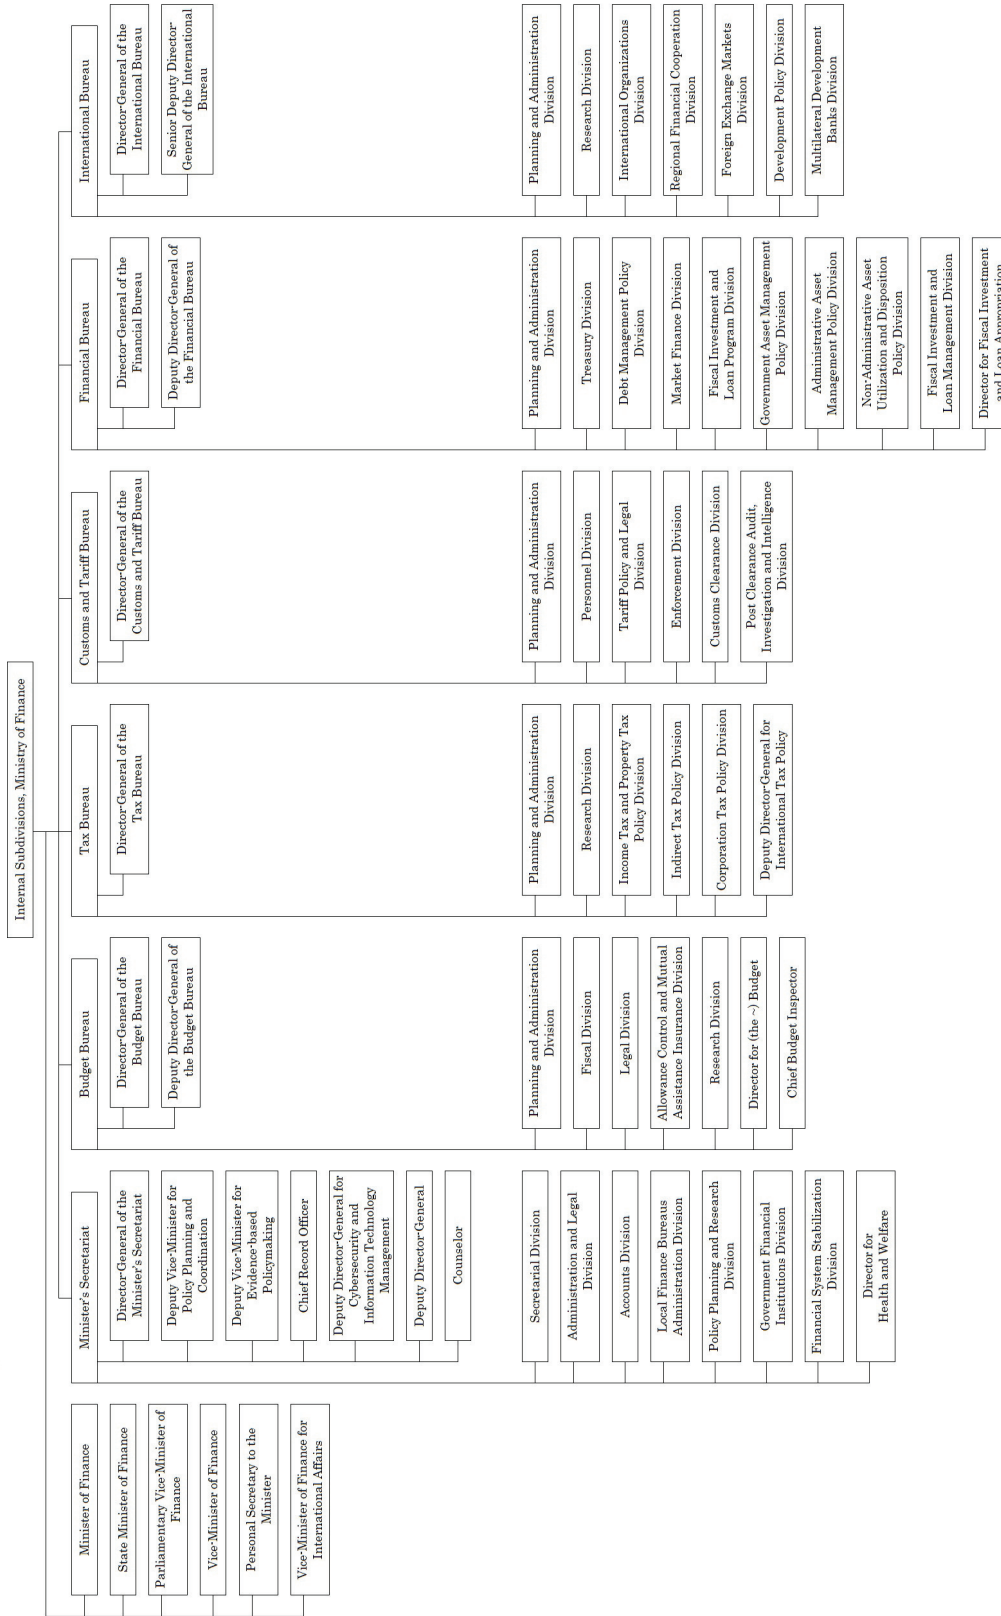 Internal Subdivisions, Ministry of Finance
Minister of Finance
State Minister of Finance
Parliamentary Vice-Minister of
Finance
Vice-Minister of Finance
Personal Secretary to the
Minister
Vice-Minister of Finance for
International Affairs
Minister's Secretariat
Director-General of the
Minister's Secretariat
Deputy Vice-Minister for
Policy Planning and
Coordination
Deputy Vice-Minister for
Evidence-based
Policymaking
Chief Record Officer
Deputy Director-General for
Cybersecurity and
Information Technology
Management
Deputy Director-General
Counselor
Secretarial Division
Administration and Legal
Division
Accounts Division
Local Finance Bureaus
Administration Division
Policy Planning and Research
Division
Government Financial
Institutions Division
Financial System Stabilization
Division
Director for
Health and Welfare
Budget Bureau
Director-General of the
Budget Bureau
Deputy Director-General of
the Budget Bureau
Planning and Administration
Division
Fiscal Division
Legal Division
Allowance Control and Mutual
Assistance Insurance Division
Research Division
Director for (the ~) Budget
Chief Budget Inspector
Tax Bureau
Director-General of the
Tax Bureau
Planning and Administration
Division
Research Division
Income Tax and Property Tax
Policy Division
Indirect Tax Policy Division
Corporation Tax Policy Division
Deputy Director-General for
International Tax Policy
Customs and Tariff Bureau
Director-General of the
Customs and Tariff Bureau
Planning and Administration
Division
Personnel Division
Tariff Policy and Legal
Division
Enforcement Division
Customs Clearance Division
Post Clearance Audit,
Investigation and Intelligence
Division
Financial Bureau
Director-General of the
Financial Bureau
Deputy Director-General of
the Financial Bureau
Planning and Administration
Division
Treasury Division
Debt Management Policy
Division
Market Finance Division
Fiscal Investment and
Loan Program Division
Government Asset Management
Policy Division
Administrative Asset
Management Policy Division
Non-Administrative Asset
Utilization and Disposition
Policy Division
Fiscal Investment and
Loan Management Division
Director for Fiscal Investment
and Loan Appropriation
International Bureau
Director-General of the
International Bureau
Senior Deputy Director-
General of the International
Bureau
Planning and Administration
Division
Research Division
International Organizations
Division
Regional Financial Cooperation
Division
Foreign Exchange Markets
Division
Development Policy Division
Multilateral Development
Banks Division